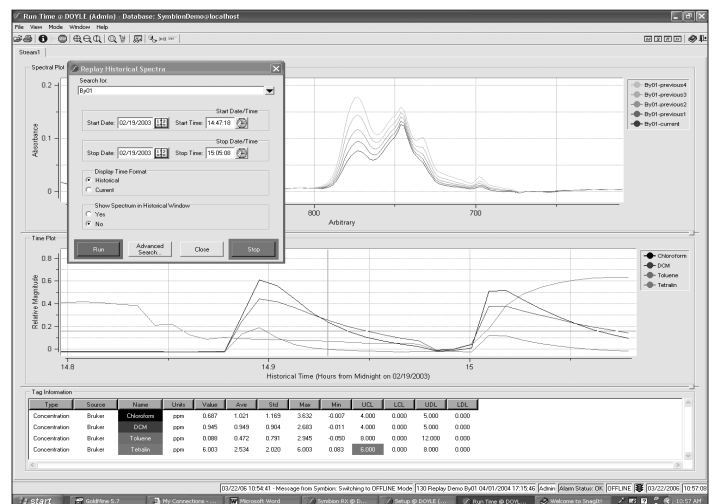 Run Time @ DOYLL (Admin) - Database: SymbionDemo@localhost
File View Mode Window Help
Stream1
Spectral Plot
Replay Historical Spectra
Search for:
By01
Start Date/Time
Start Date: 02/19/2003 Start Time: 14:47:18
Stop Date/Time
Stop Date: 02/19/2003 Stop Time: 15:05:08
Display Time Format
Historical
Current
Show Spectrum in Historical Window
Yes
No
Run Advanced Search... Close Stop
Absorbance
0.2
0.1
0
600 700
Arbitrary
By01-previous4
By01-previous3
By01-previous2
By01-previous1
By01-current
Time Plot
Relative Magnitude
0.8
0.6
0.4
0.2
0
14.8 14.9 15
Historical Time (Hours from Midnight on 02/19/2003)
Chloroform
DCM
Toluene
Tetralin
Tag Information
Type Source Name Units Value Ave Std Max Min UCL LCL UDL LDL
Concentration Bruker Chloroform ppm 0.687 1.021 1.169 3.632 -0.007 4.000 0.000 5.000 0.000
Concentration Bruker DCM ppm 0.945 0.949 0.904 2.683 -0.011 4.000 0.000 5.000 0.000
Concentration Bruker Toluene ppm 0.088 0.472 0.791 2.945 -0.050 8.000 0.000 12.000 0.000
Concentration Bruker Tetralin ppm 6.003 2.534 2.020 6.003 0.083 6.000 0.000 8.000 0.000
03/22/06 10:54:41 - Message from Symbion: Switching to OFFLINE Mode 130 Replay Demo By01 04/01/2004 17:15:46 Admin Alarm Status: OK OFFLINE 03/22/2006 10:57:08
start GoldMine 5.7 My Connections - ... Microsoft Word Symbion RX @ D... Setup @ DOYLE (... Run Time @ DOYL... Welcome to SnagIt! 10:57 AM